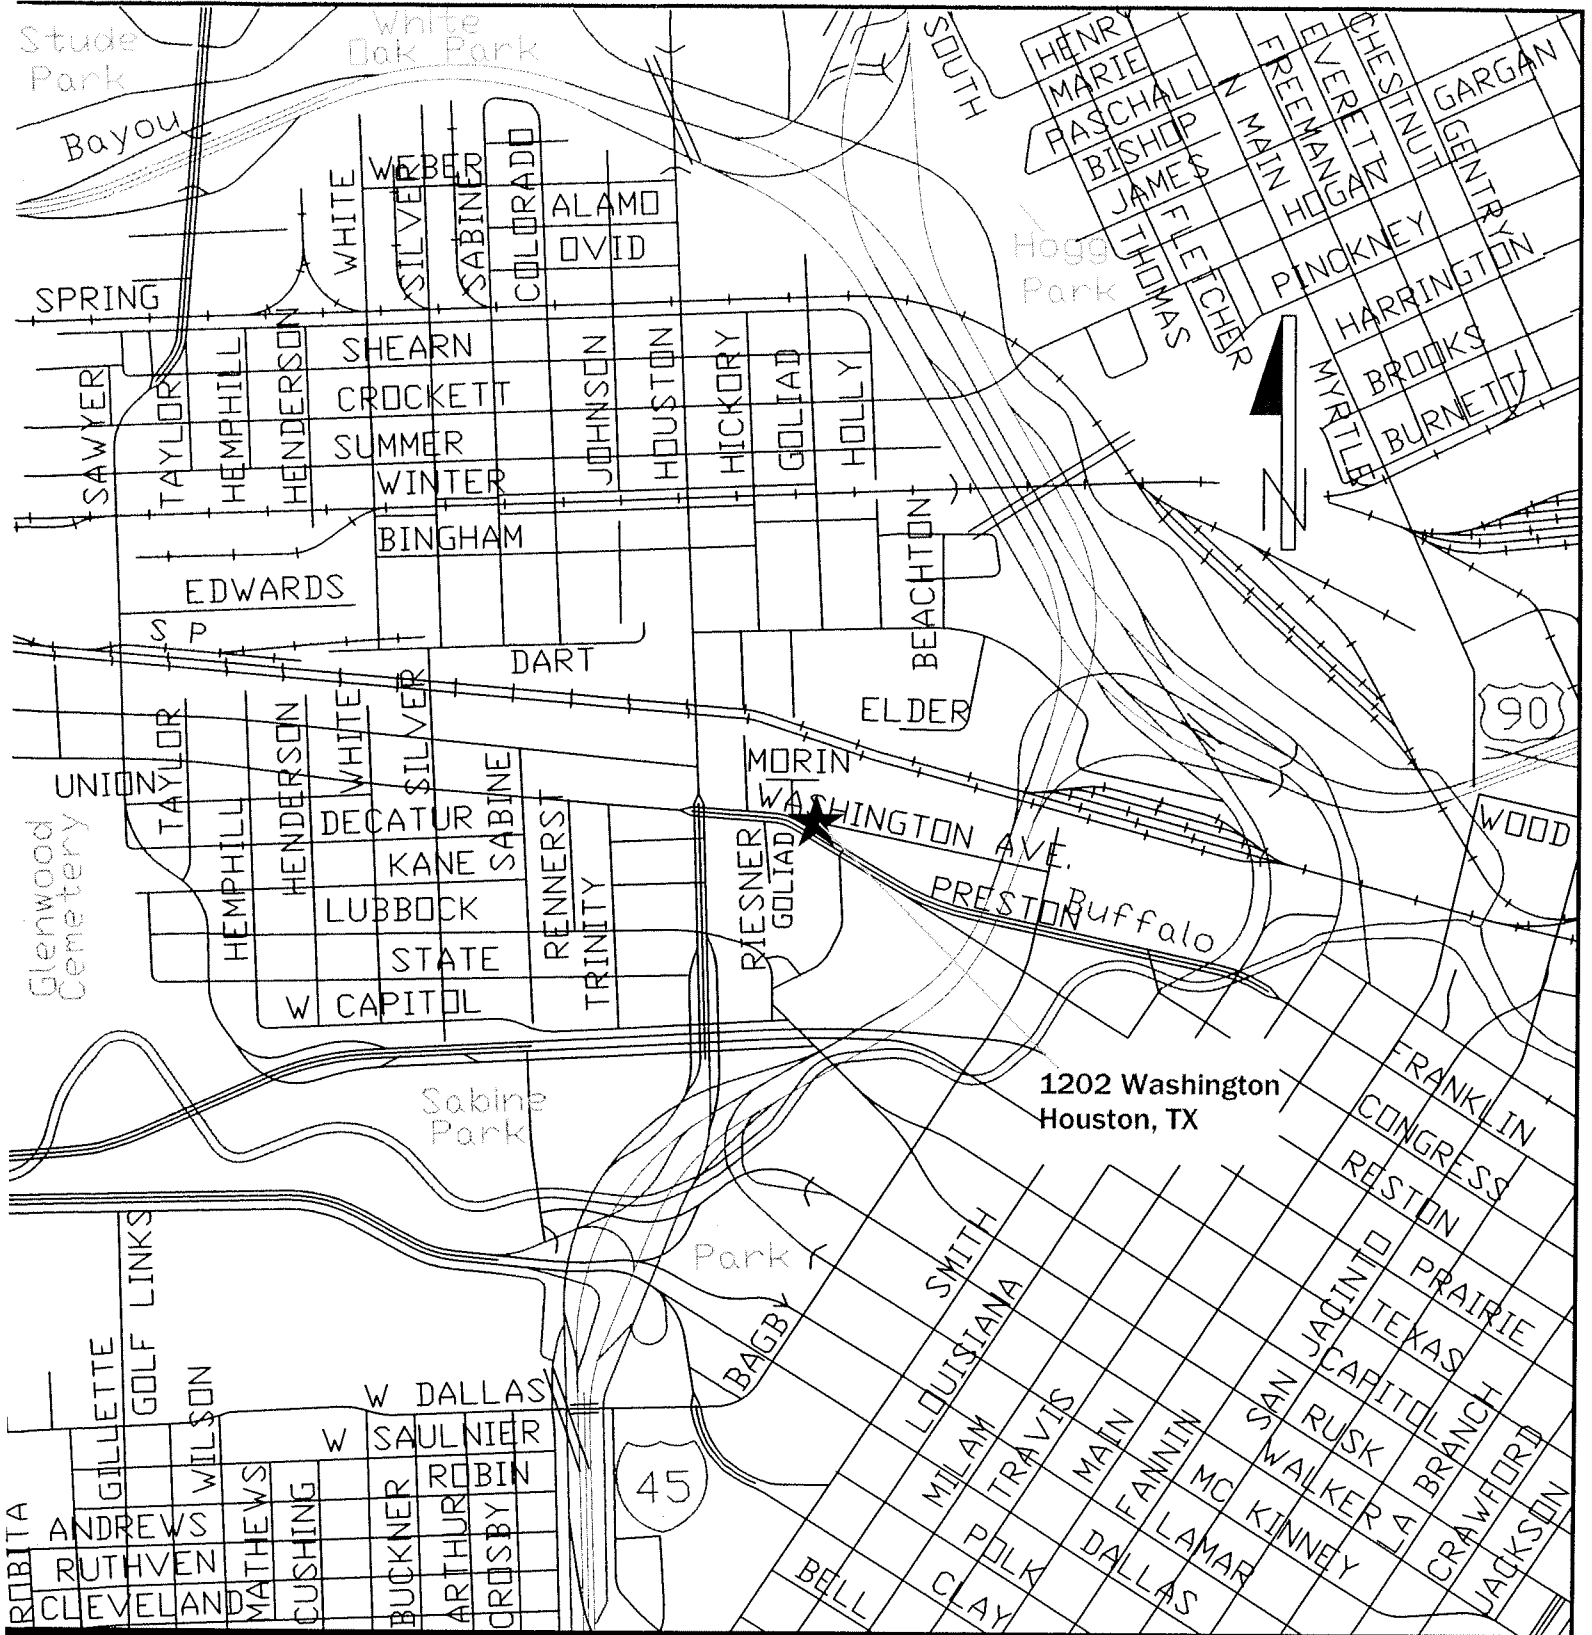 Stude
Park
White
Oak Park
Bayou
SOUTH
HENRY
MARIE
PASCHALL
BISHOP
JAMES
THOMAS
FLETCHER
N MAIN
FREEMAN
EVERETT
CHESTNUT
GENTRY
GARGAN
HOGAN
PINCKNEY
HARRINGTON
BROOKS
BURNETT
MYRTLE
Hogg
Park
WHITE
WEBER
SILVER
SABINE
COLORADO
ALAMO
OVID
SPRING
SHEARN
CROCKETT
SUMMER
WINTER
BINGHAM
SAWYER
TAYLOR
HEMPHILL
HENDERSON
JOHNSON
HOUSTON
HICKORY
GOLIAD
HOLLY
BEACHTON
N
EDWARDS
S P
DART
ELDER
90
TAYLOR
HEMPHILL
HENDERSON
WHITE
SILVER
SABINE
UNION
MORIN
WASHINGTON AVE.
WOOD
DECATUR
KANE
LUBBOCK
STATE
W CAPITOL
RENNERST
TRINITY
RIESNER
GOLIAD
PRESTON
Buffalo
Glenwood
Cemetery
Sabine
Park
1202 Washington
Houston, TX
FRANKLIN
CONGRESS
RESTON
PRAIRIE
TEXAS
CAPITOL
RUSK
WALKER
MC KINNEY
LAMAR
DALLAS
POLK
CLAY
BELL
Park
BAGBY
SMITH
LOUISIANA
MILAM
TRAVIS
MAIN
FANNIN
SAN JACINTO
LA BRANCH
CRAWFORD
JACKSON
GILLETTE
GOLF LINKS
WILSON
W DALLAS
W SAULNIER
ROBIN
45
ROBITA
ANDREWS
RUTHVEN
CLEVELAND
MATHEWS
CUSHING
BUCKNER
ARTHUR
CROSBY